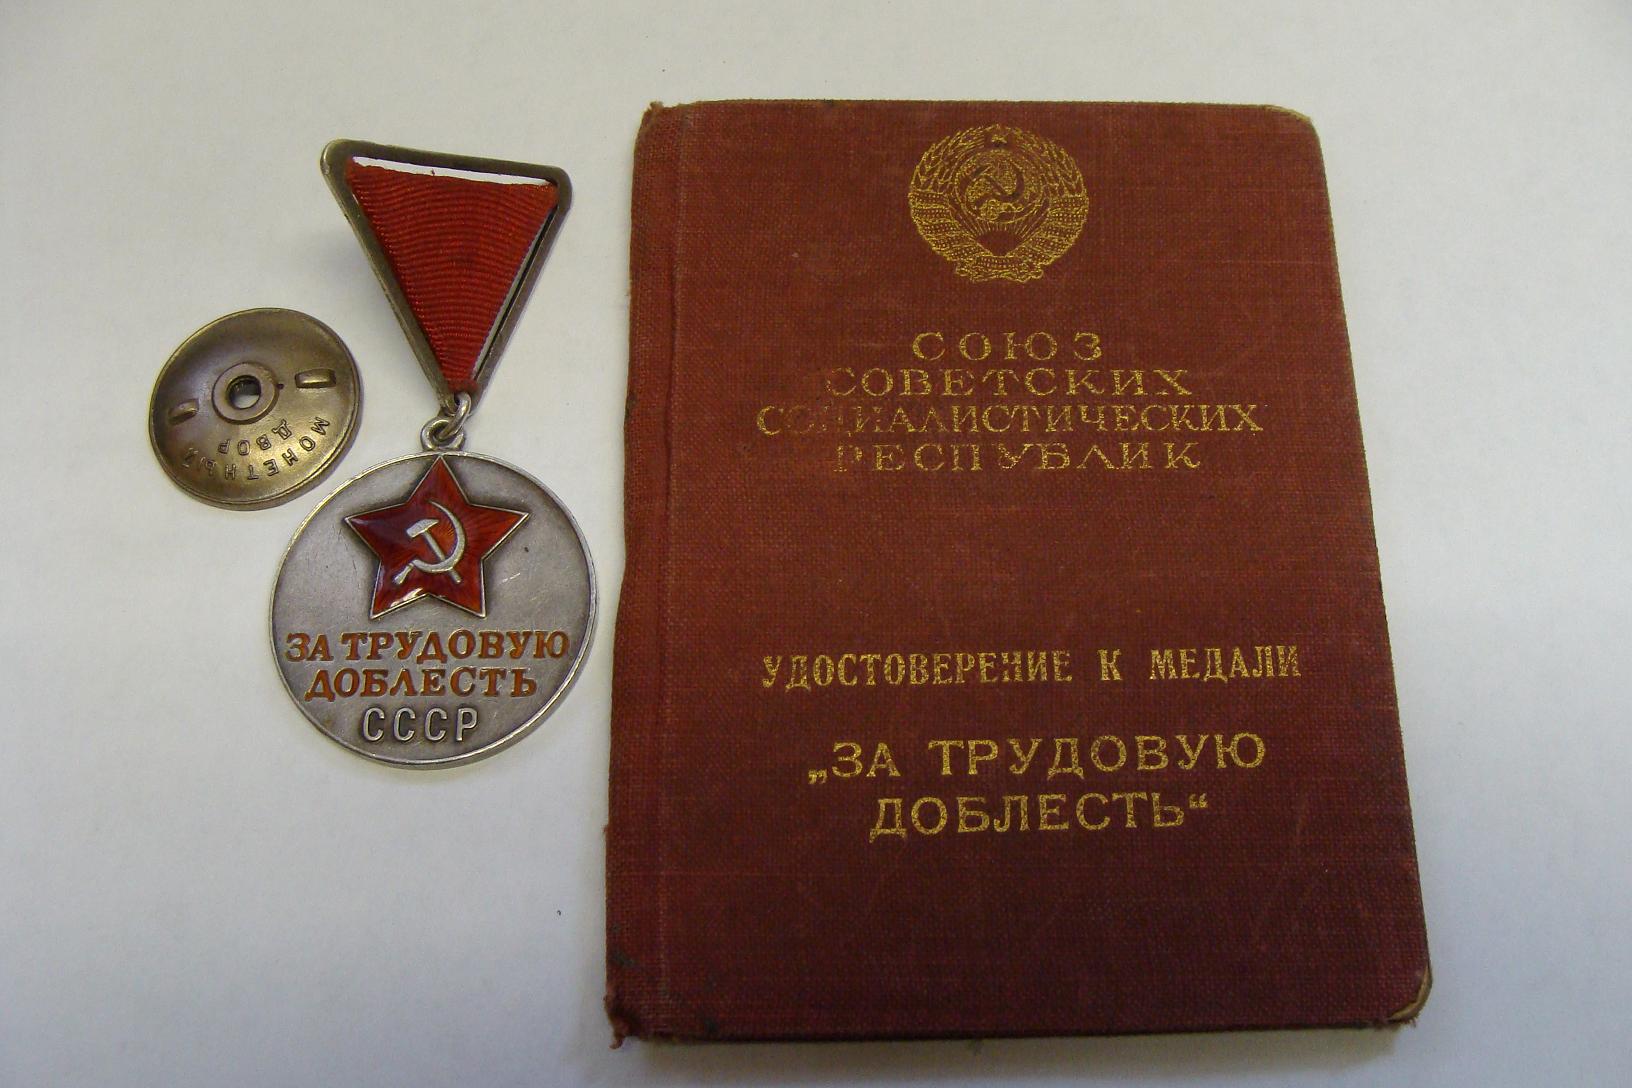 МОНЕТНЫЙ
ДВОР
ЗА ТРУДОВУЮ
ДОБЛЕСТЬ
СССР
СОЮЗ
СОВЕТСКИХ
СОЦИАЛИСТИЧЕСКИХ
РЕСПУБЛИК
УДОСТОВЕРЕНИЕ К МЕДАЛИ
„ЗА ТРУДОВУЮ
ДОБЛЕСТЬ“